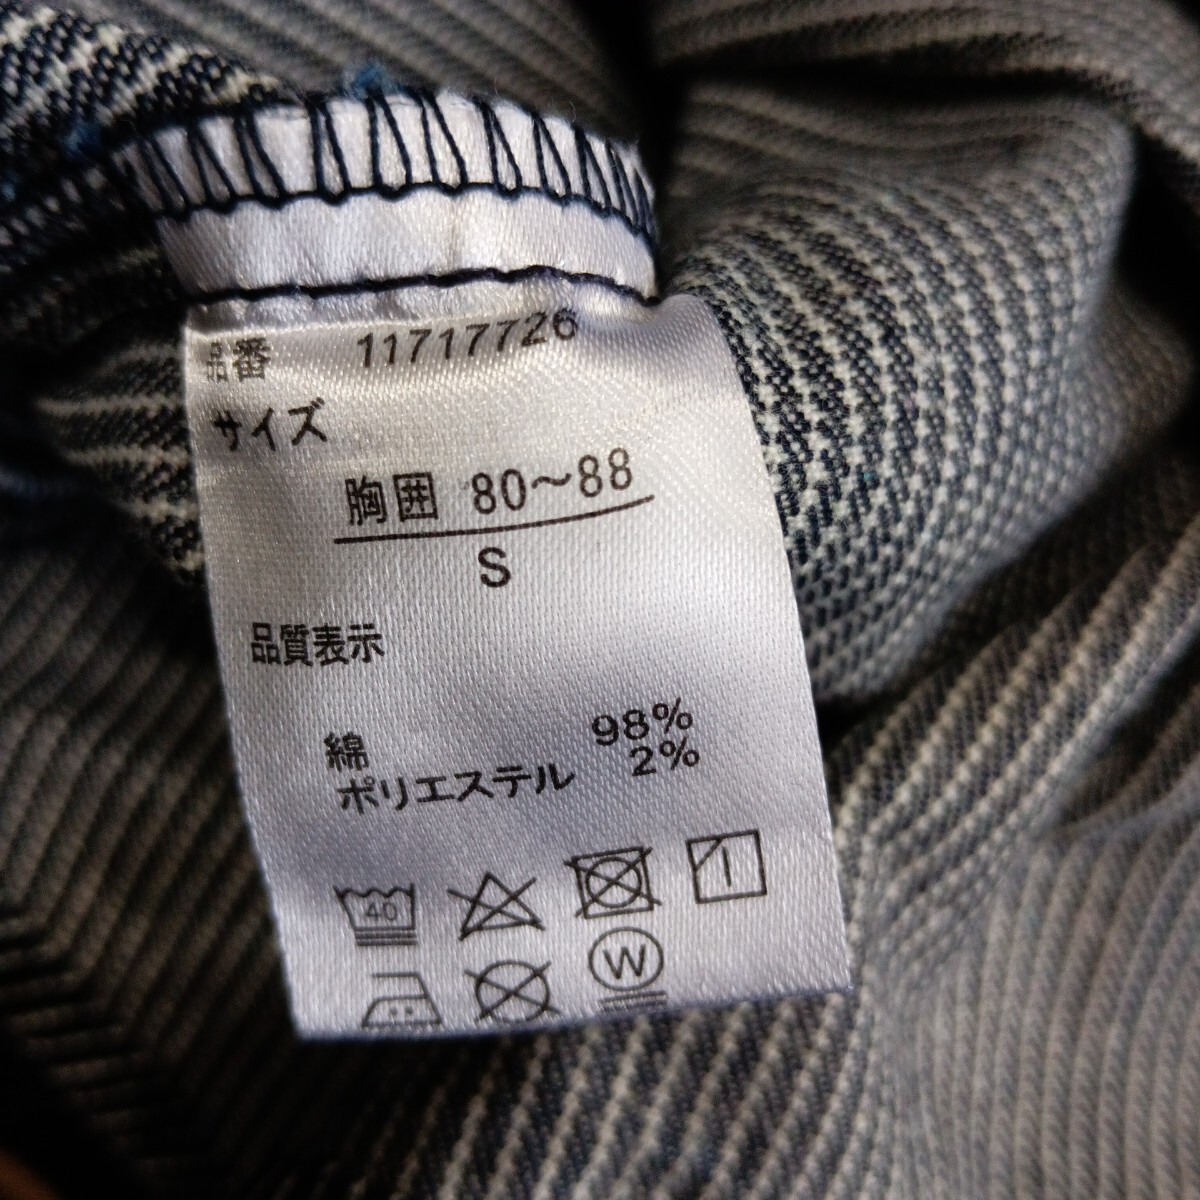 品番 11717726
サイズ
胸囲 80～88
S
品質表示
綿 98%
ポリエステル 2%
40
W